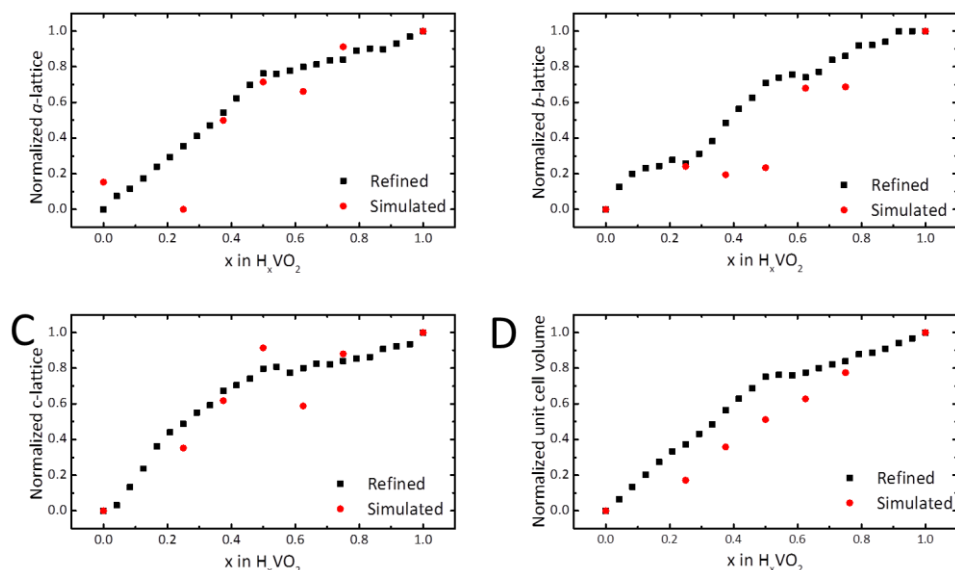 Normalized a-lattice
1.0
0.8
0.6
0.4
0.2
0.0
Refined
Simulated
0.0 0.2 0.4 0.6 0.8 1.0
x in HₓVO₂
Normalized b-lattice
1.0
0.8
0.6
0.4
0.2
0.0
Refined
Simulated
0.0 0.2 0.4 0.6 0.8 1.0
x in HₓVO₂
C
Normalized c-lattice
1.0
0.8
0.6
0.4
0.2
0.0
Refined
Simulated
0.0 0.2 0.4 0.6 0.8 1.0
x in HₓVO₂
D
Normalized unit cell volume
1.0
0.8
0.6
0.4
0.2
0.0
Refined
Simulated
0.0 0.2 0.4 0.6 0.8 1.0
x in HₓVO₂